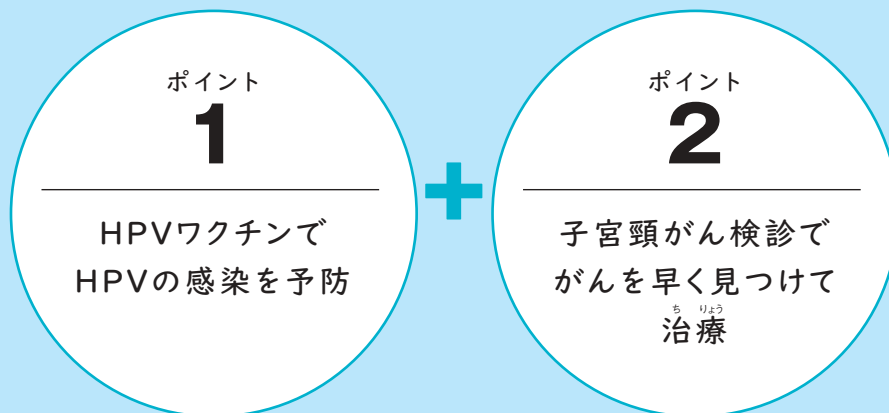 ポイント
1
HPVワクチンで
HPVの感染を予防
+
ポイント
2
子宮頸がん検診で
がんを早く見つけて
ち りょう
治療